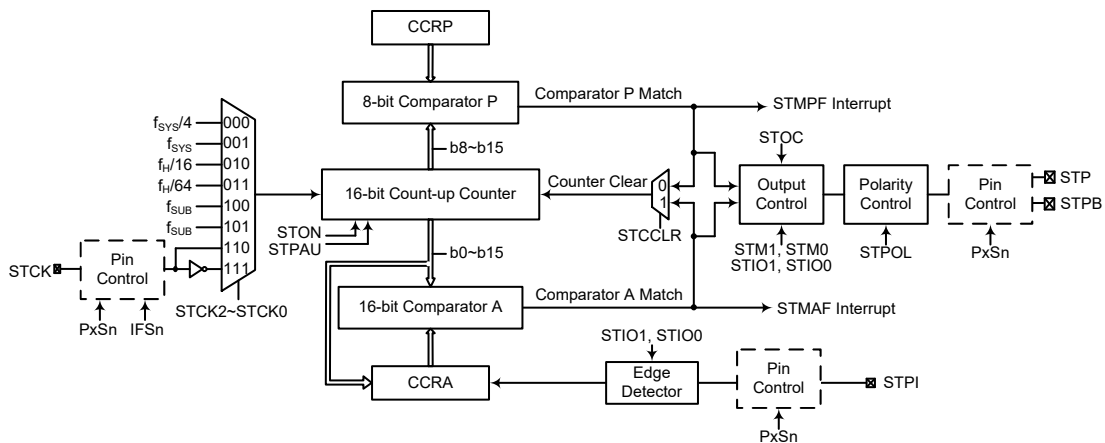 CCRP
8-bit Comparator P
Comparator P Match
STMPF Interrupt
b8~b15
fSYS/4
000
fSYS
001
fH/16
010
fH/64
011
fSUB
100
fSUB
101
110
111
STCK
Pin
Control
PxSn
IFSn
STCK2~STCK0
16-bit Count-up Counter
STON
STPAU
b0~b15
Counter Clear
0
1
STCCLR
STOC
Output
Control
STM1, STM0
STIO1, STIO0
Polarity
Control
STPOL
Pin
Control
PxSn
STP
STPB
16-bit Comparator A
Comparator A Match
STMAF Interrupt
CCRA
STIO1, STIO0
Edge
Detector
Pin
Control
PxSn
STPI